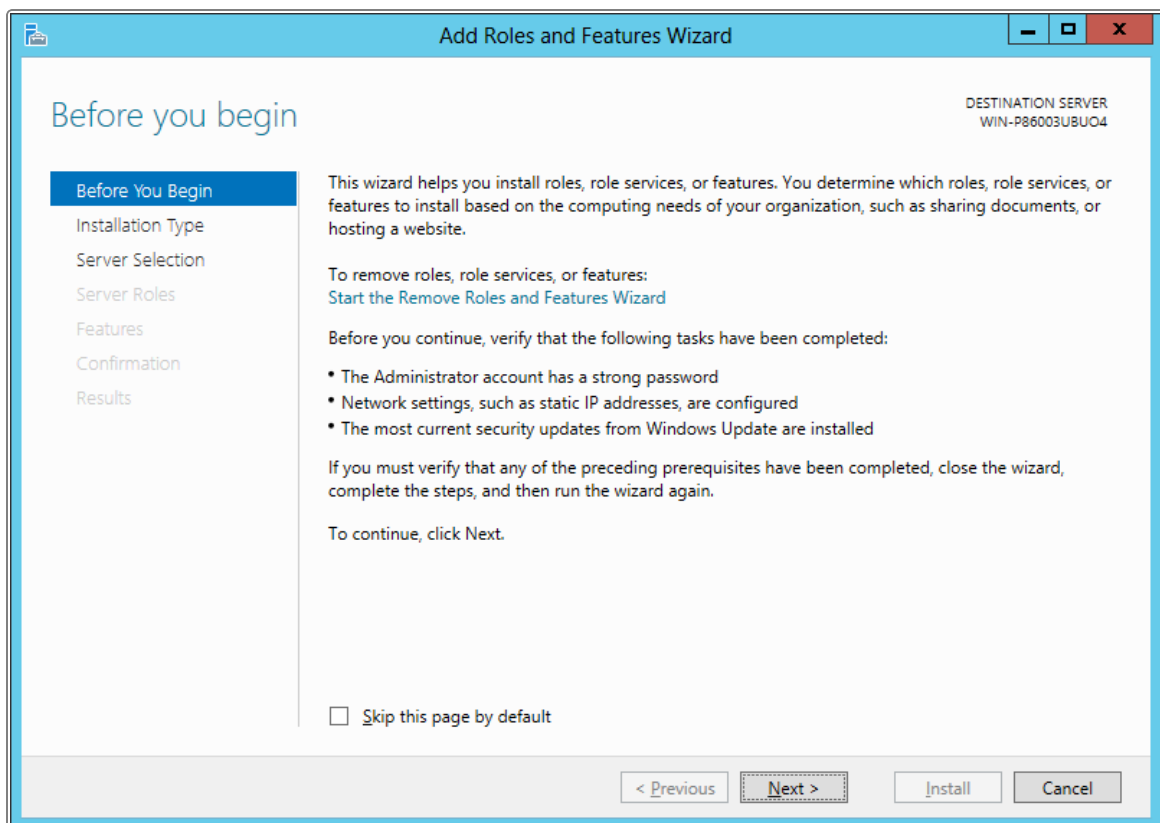 Add Roles and Features Wizard
Before you begin
DESTINATION SERVER
WIN-P86003UBUO4
Before You Begin
Installation Type
Server Selection
Server Roles
Features
Confirmation
Results
This wizard helps you install roles, role services, or features. You determine which roles, role services, or
features to install based on the computing needs of your organization, such as sharing documents, or
hosting a website.
To remove roles, role services, or features:
Start the Remove Roles and Features Wizard
Before you continue, verify that the following tasks have been completed:
• The Administrator account has a strong password
• Network settings, such as static IP addresses, are configured
• The most current security updates from Windows Update are installed
If you must verify that any of the preceding prerequisites have been completed, close the wizard,
complete the steps, and then run the wizard again.
To continue, click Next.
Skip this page by default
< Previous
Next >
Install
Cancel